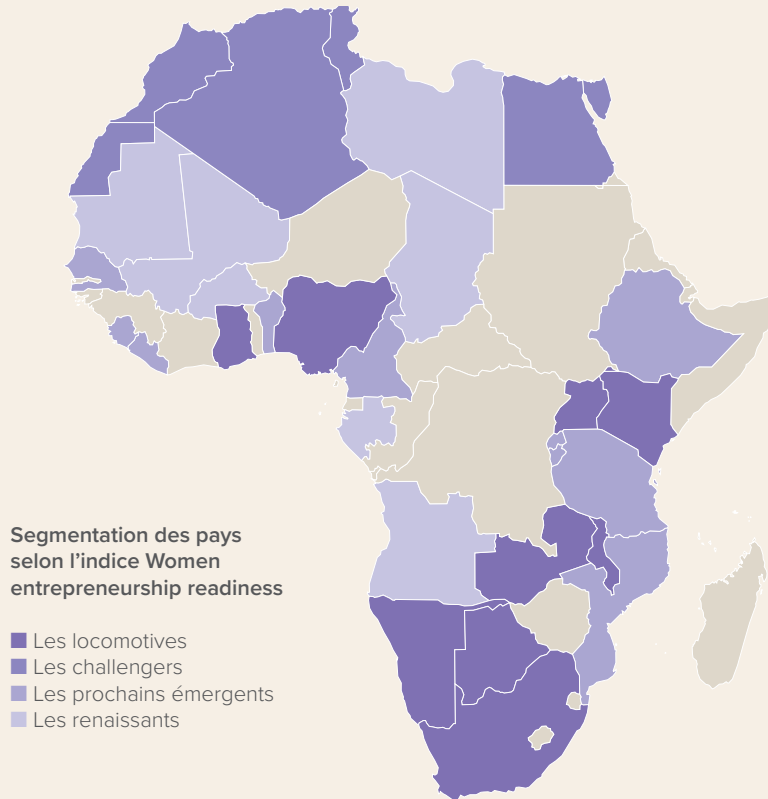 Segmentation des pays
selon l’indice Women
entrepreneurship readiness
Les locomotives
Les challengers
Les prochains émergents
Les renaissants